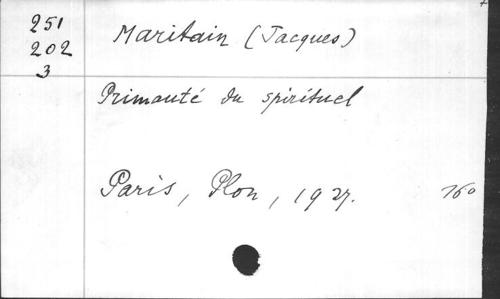 251
202
3
Maritain (Jacques)
Primauté du spirituel
Paris, Plon, 1927.
160